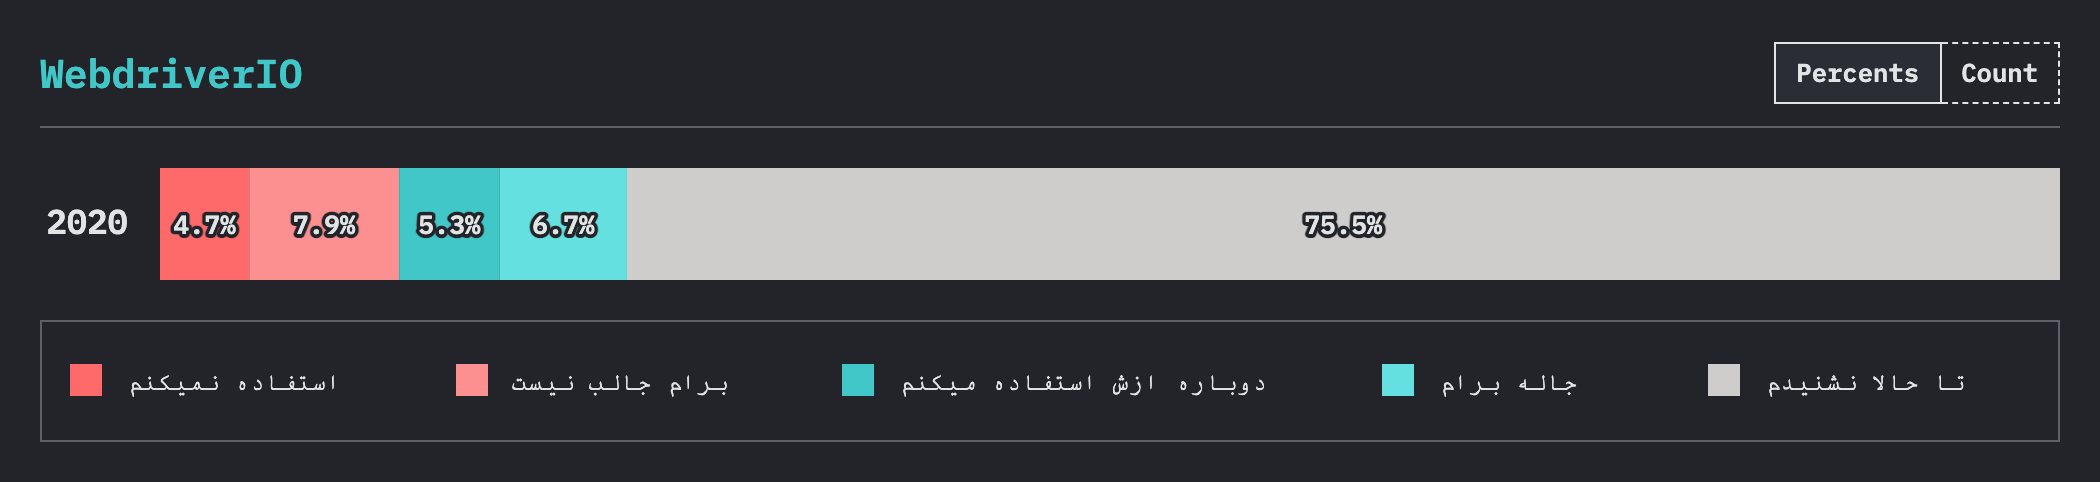 WebdriverIO
Percents Count
2020 4.7% 7.9% 5.3% 6.7% 75.5%
استفاده نمیکنم
برام جالب نیست
دوباره ازش استفاده میکنم
جاله برام
تا حالا نشنیدم